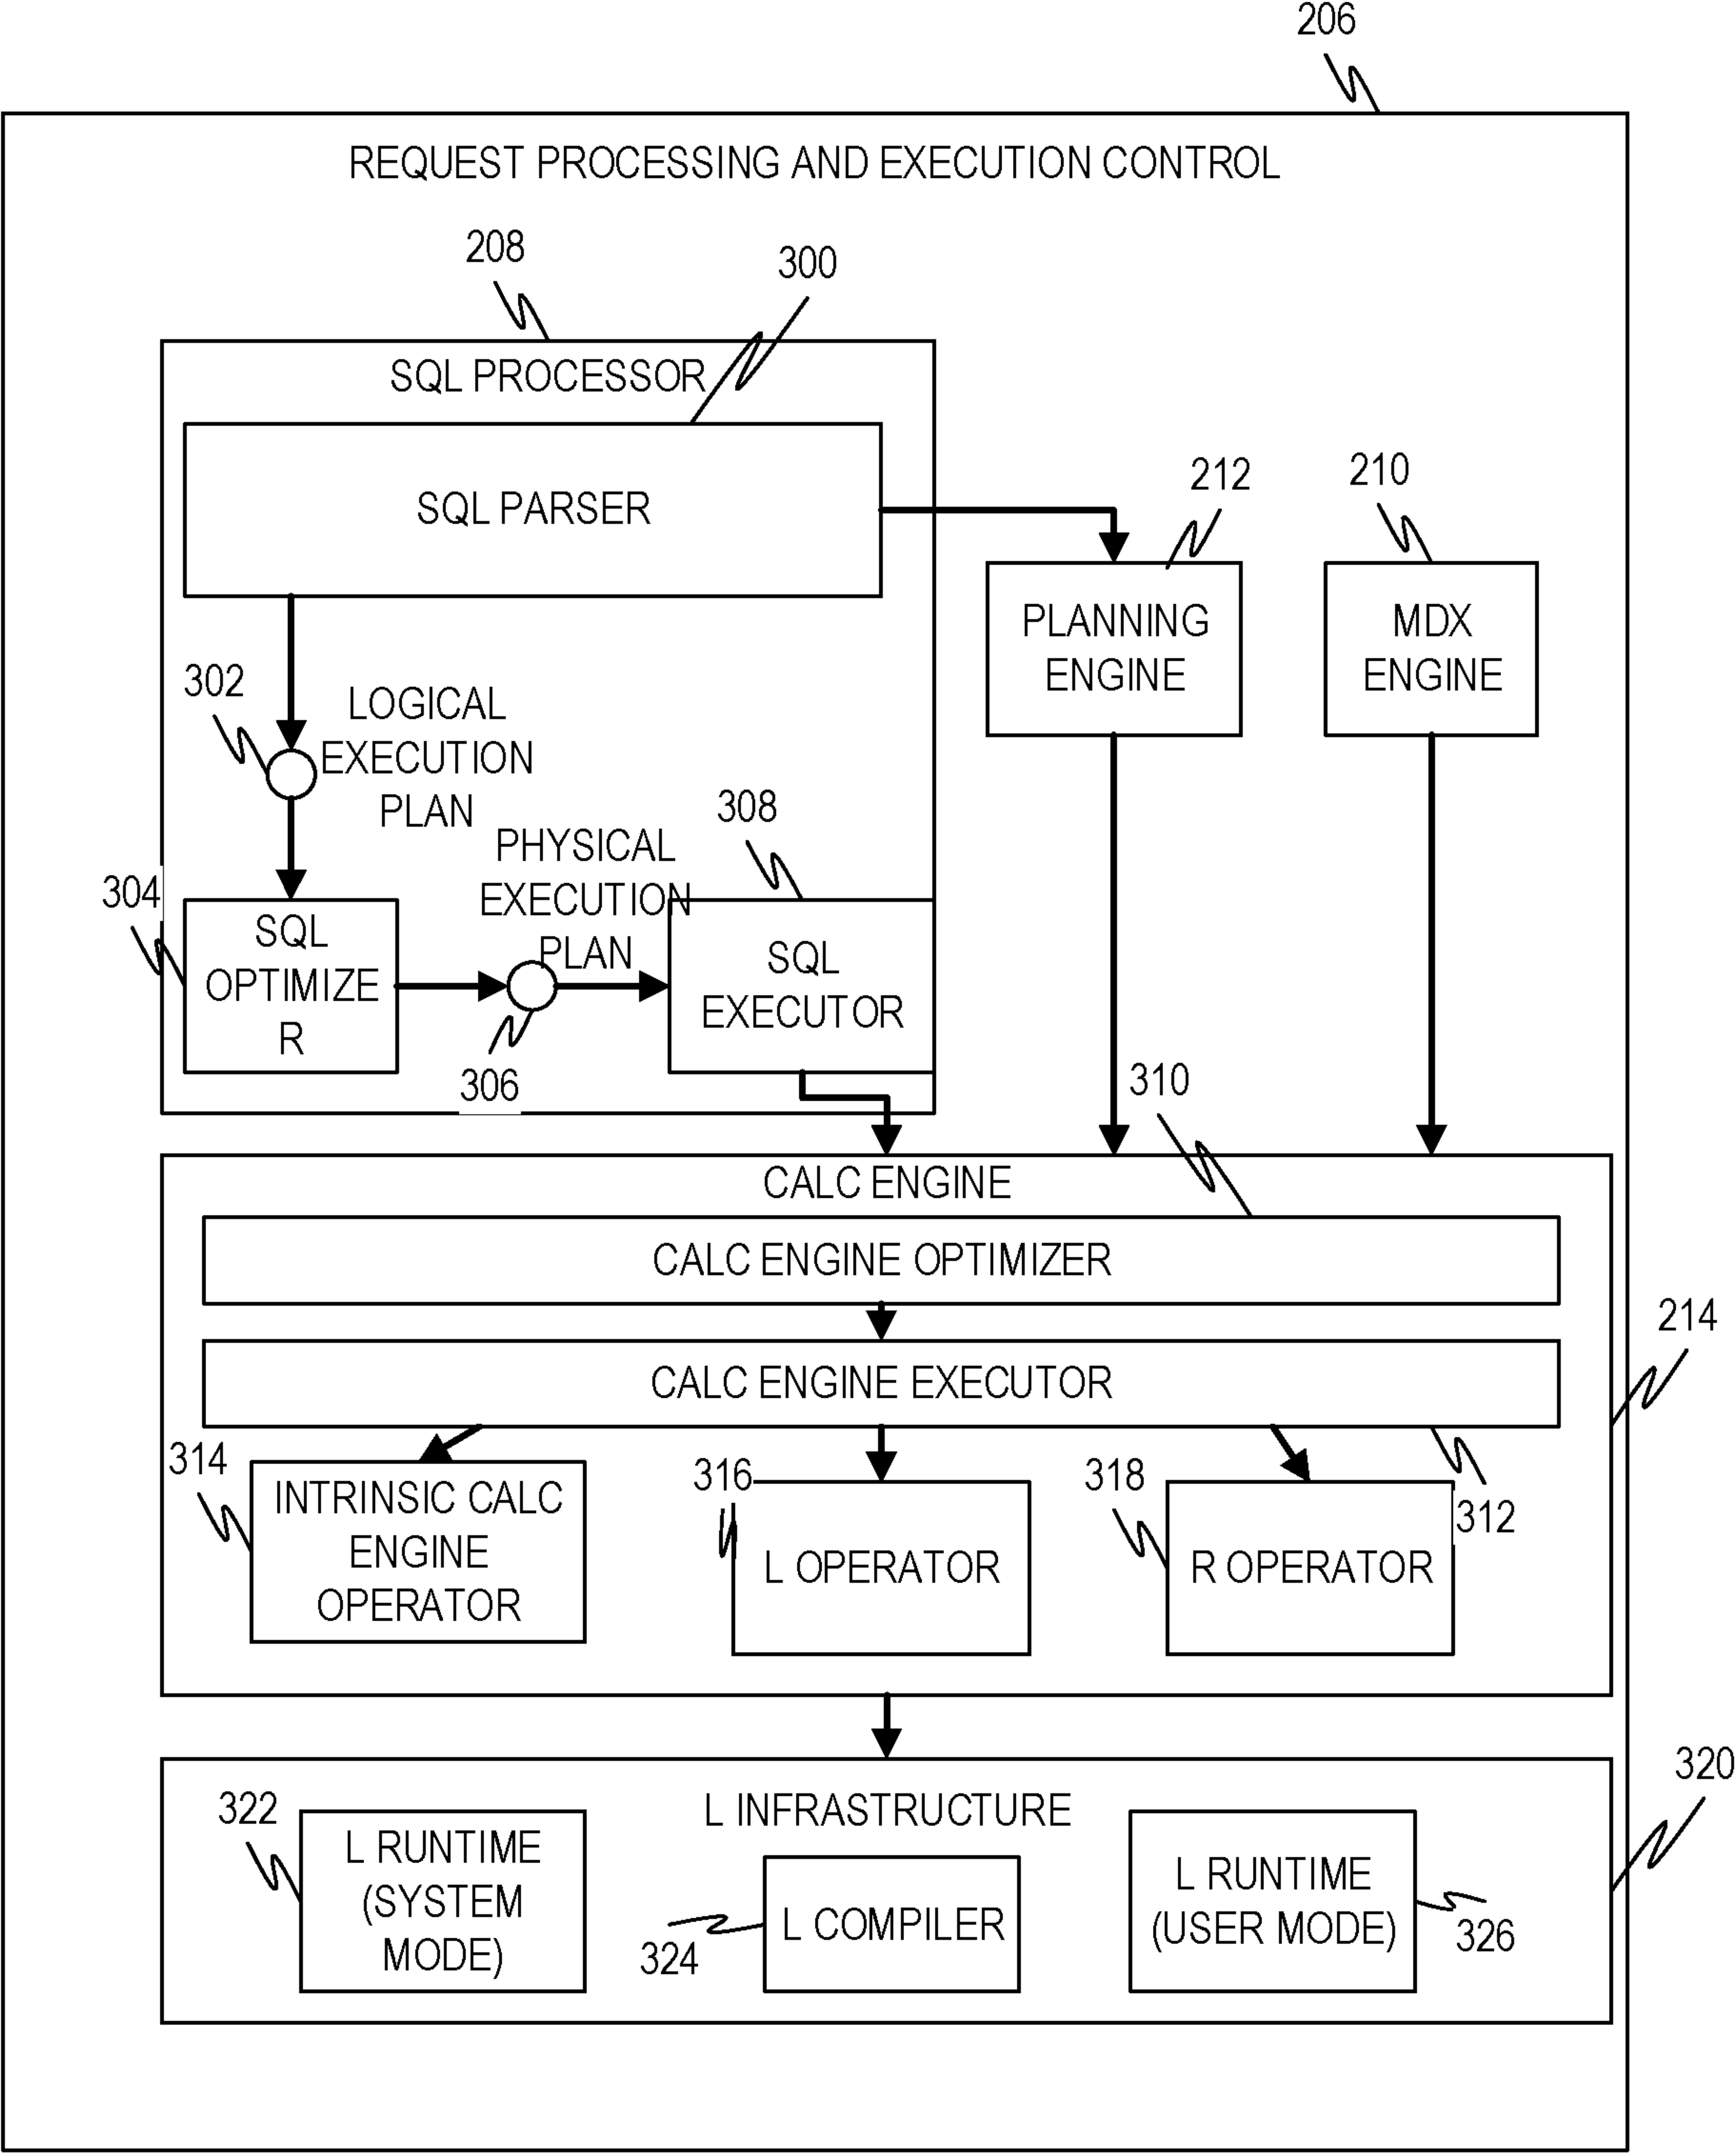 206
REQUEST PROCESSING AND EXECUTION CONTROL
208
300
SQL PROCESSOR
SQL PARSER
212
210
PLANNING
ENGINE
MDX
ENGINE
302
LOGICAL
EXECUTION
PLAN
308
PHYSICAL
EXECUTION
PLAN
304
SQL
OPTIMIZE
R
SQL
EXECUTOR
306
310
CALC ENGINE
CALC ENGINE OPTIMIZER
214
CALC ENGINE EXECUTOR
314
316
318
312
INTRINSIC CALC
ENGINE
OPERATOR
L OPERATOR
R OPERATOR
320
L INFRASTRUCTURE
322
L RUNTIME
(SYSTEM
MODE)
324
L COMPILER
L RUNTIME
(USER MODE)
326